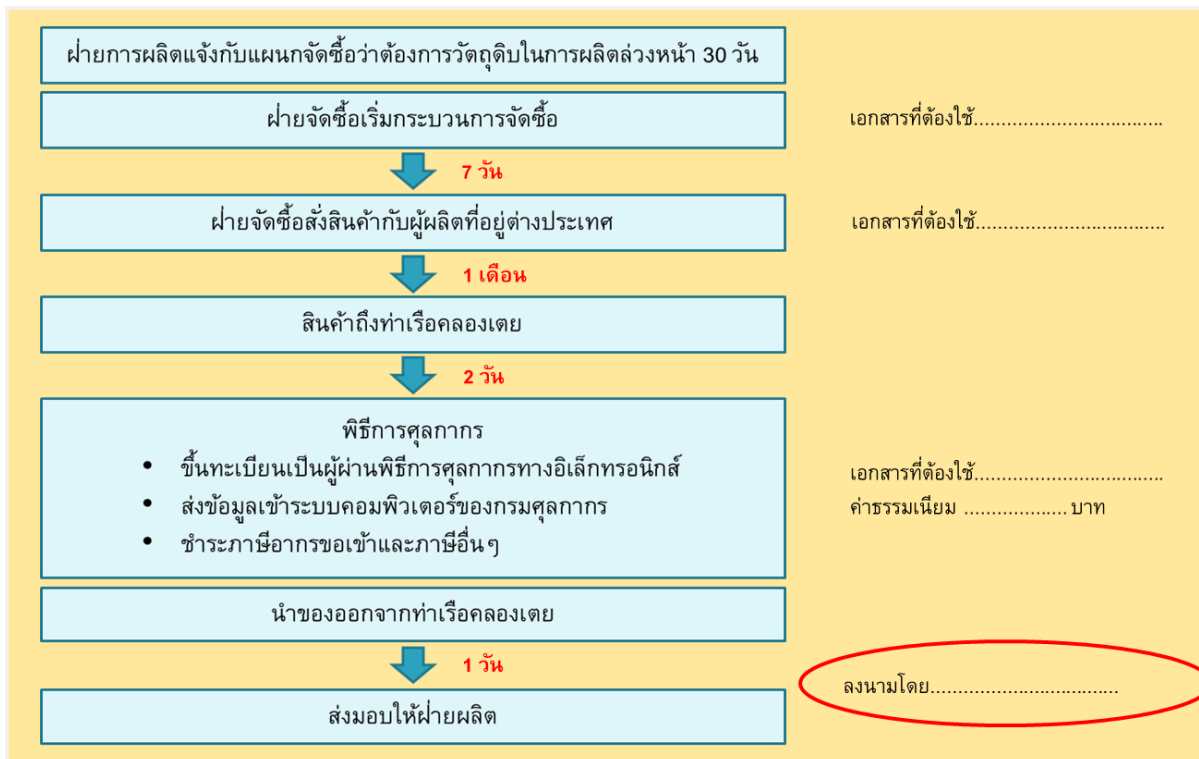 ฝ่ายการผลิตแจ้งกับแผนกจัดซื้อว่าต้องการวัตถุดิบในการผลิตล่วงหน้า 30 วัน
ฝ่ายจัดซื้อเริ่มกระบวนการจัดซื้อ
เอกสารที่ต้องใช้..................................
7 วัน
ฝ่ายจัดซื้อสั่งสินค้ากับผู้ผลิตที่อยู่ต่างประเทศ
เอกสารที่ต้องใช้..................................
1 เดือน
สินค้าถึงท่าเรือคลองเตย
2 วัน
พิธีการศุลกากร
• ขึ้นทะเบียนเป็นผู้ผ่านพิธีการศุลกากรทางอิเล็กทรอนิกส์
• ส่งข้อมูลเข้าระบบคอมพิวเตอร์ของกรมศุลกากร
• ชำระภาษีอากรขอเข้าและภาษีอื่นๆ
เอกสารที่ต้องใช้..................................
ค่าธรรมเนียม ................... บาท
นำของออกจากท่าเรือคลองเตย
1 วัน
ลงนามโดย..................................
ส่งมอบให้ฝ่ายผลิต